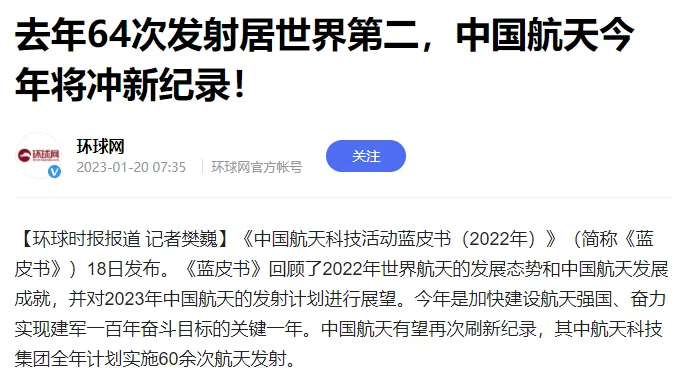 去年64次发射居世界第二，中国航天今
年将冲新纪录！
环球网
环球网
2023-01-20 07:35
环球网官方帐号
关注
【环球时报报道 记者樊巍】《中国航天科技活动蓝皮书（2022年）》（简称《蓝
皮书》）18日发布。《蓝皮书》回顾了2022年世界航天的发展态势和中国航天发展
成就，并对2023年中国航天的发射计划进行展望。今年是加快建设航天强国、奋力
实现建军一百年奋斗目标的关键一年。中国航天有望再次刷新纪录，其中航天科技
集团全年计划实施60余次航天发射。